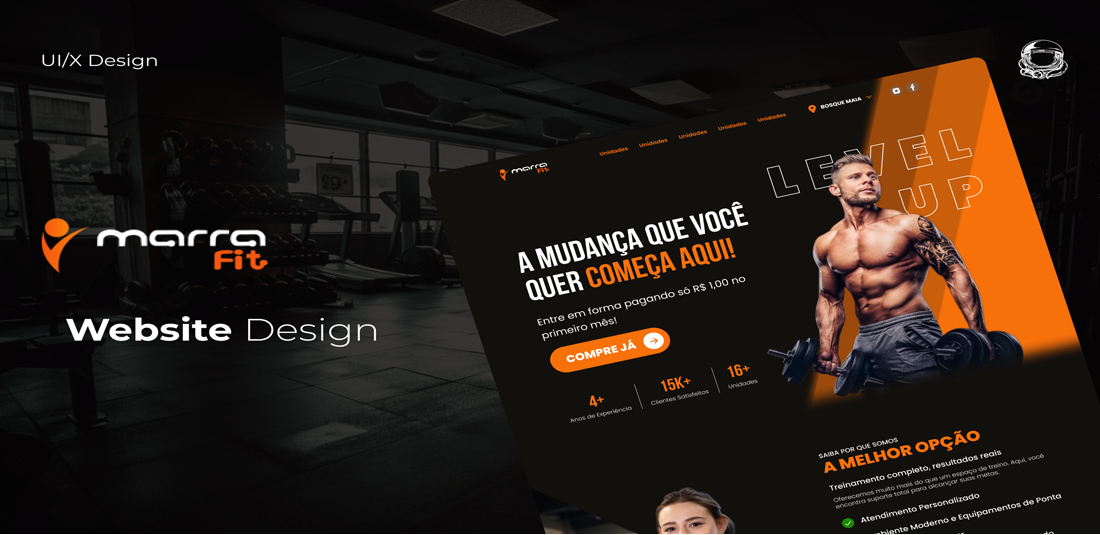 UI/X Design
marra
Fit
Website Design
marra
Fit
Unidades
Unidades
Unidades
Unidades
Unidades
BOSQUE MAIA
LEVEL
UP
A MUDANÇA QUE VOCÊ
QUER COMEÇA AQUI!
Entre em forma pagando só R$ 1,00 no
primeiro mês!
COMPRE JÁ
4+
Anos de Experiência
15K+
Clientes Satisfeitos
16+
Unidades
SAIBA POR QUE SOMOS
A MELHOR OPÇÃO
Treinamento completo, resultados reais
Oferecemos muito mais do que um espaço de treino. Aqui, você
encontra suporte total para alcançar suas metas.
Atendimento Personalizado
Moderno e Equipamentos de Ponta